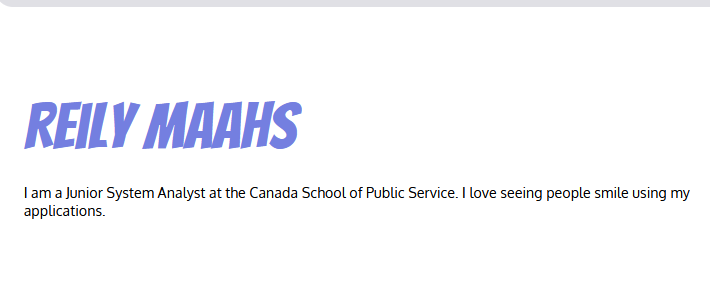 REILY MAAHS
I am a Junior System Analyst at the Canada School of Public Service. I love seeing people smile using my
applications.